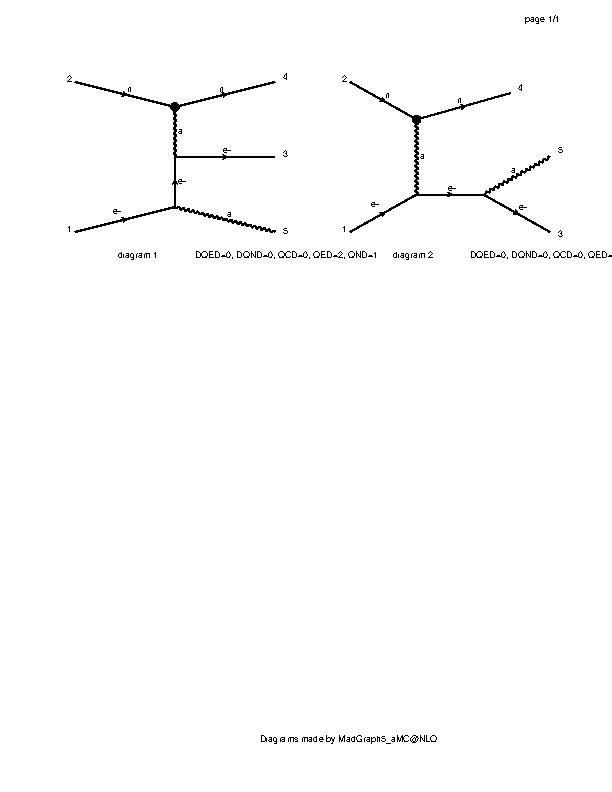 page 1/1
2 4 2 4
a a
e- 3 5
e- e- a
e- a e- e-
1 5 1 3
diagram 1 DQED=0, DQND=0, QCD=0, QED=2, QND=1 diagram 2 DQED=0, DQND=0, QCD=0, QED=
Diagrams made by MadGraph5_aMC@NLO